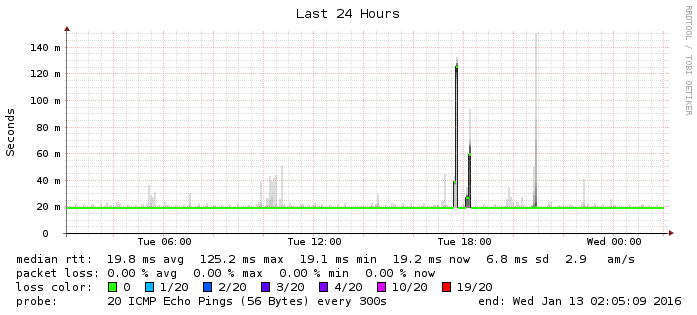 Last 24 Hours
RRDTOOL / TOBI OETIKER
Seconds
140 m
120 m
100 m
80 m
60 m
40 m
20 m
0
Tue 06:00 Tue 12:00 Tue 18:00 Wed 00:00
median rtt: 19.8 ms avg 125.2 ms max 19.1 ms min 19.2 ms now 6.8 ms sd 2.9 am/s
packet loss: 0.00 % avg 0.00 % max 0.00 % min 0.00 % now
loss color: 0 1/20 2/20 3/20 4/20 10/20 19/20
probe: 20 ICMP Echo Pings (56 Bytes) every 300s end: Wed Jan 13 02:05:09 2016